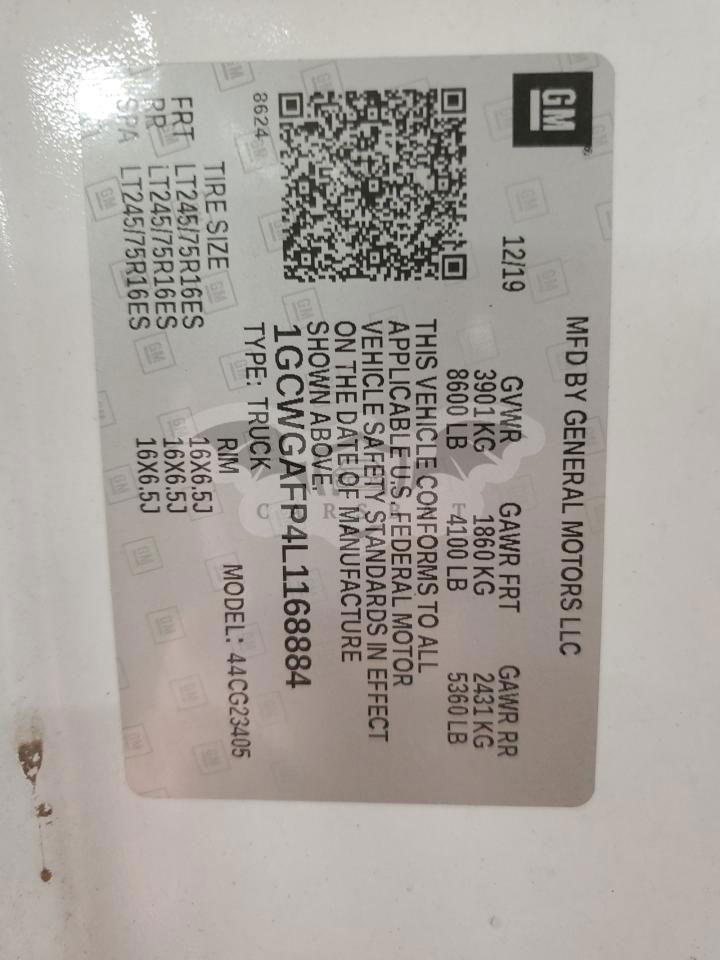 GM
MFD BY GENERAL MOTORS LLC
12/19
GVWR GAWR FRT GAWR RR
3901KG 1860 KG 2431 KG
8600 LB 4100 LB 5360 LB
THIS VEHICLE CONFORMS TO ALL
APPLICABLE U.S. FEDERAL MOTOR
VEHICLE SAFETY STANDARDS IN EFFECT
ON THE DATE OF MANUFACTURE
SHOWN ABOVE.
1GCWGAFP4L1168884
8624
TYPE: TRUCK
MODEL: 44CG23405
TIRE SIZE RIM
FRT LT245/75R16ES 16X6.5J
RR LT245/75R16ES 16X6.5J
SPA LT245/75R16ES 16X6.5J